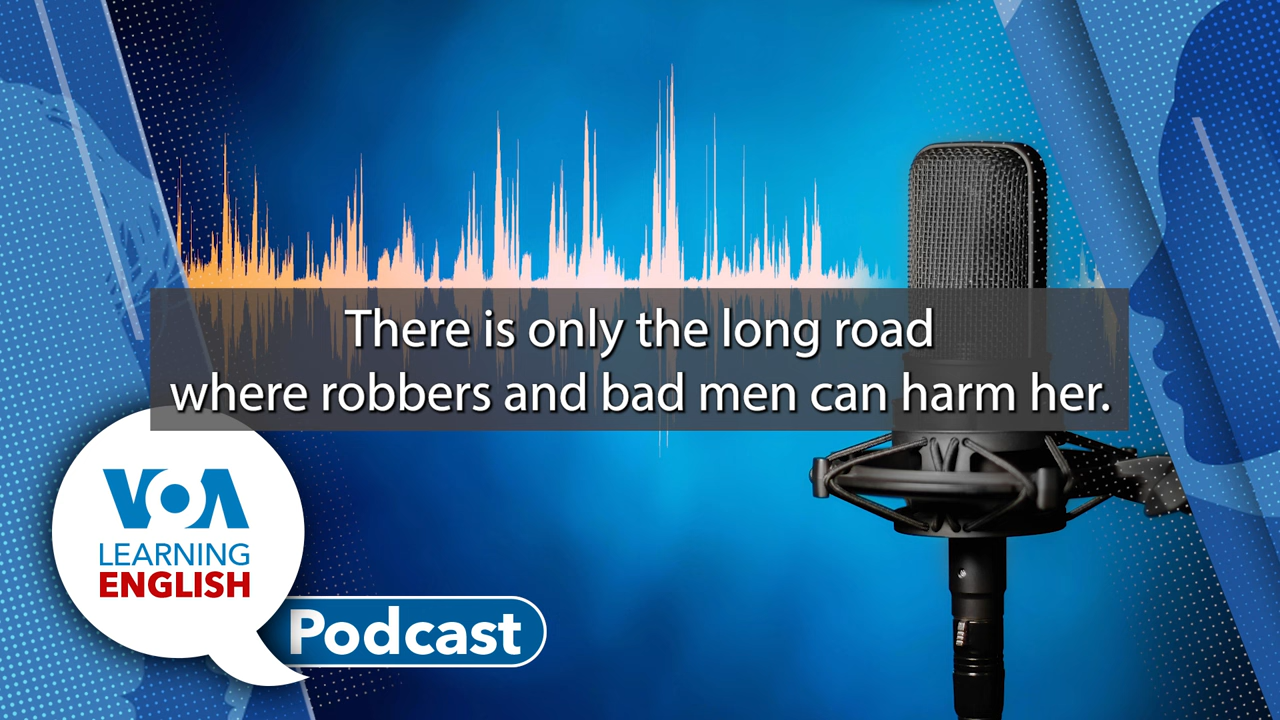 There is only the long road
where robbers and bad men can harm her.
VOA
LEARNING
ENGLISH
Podcast